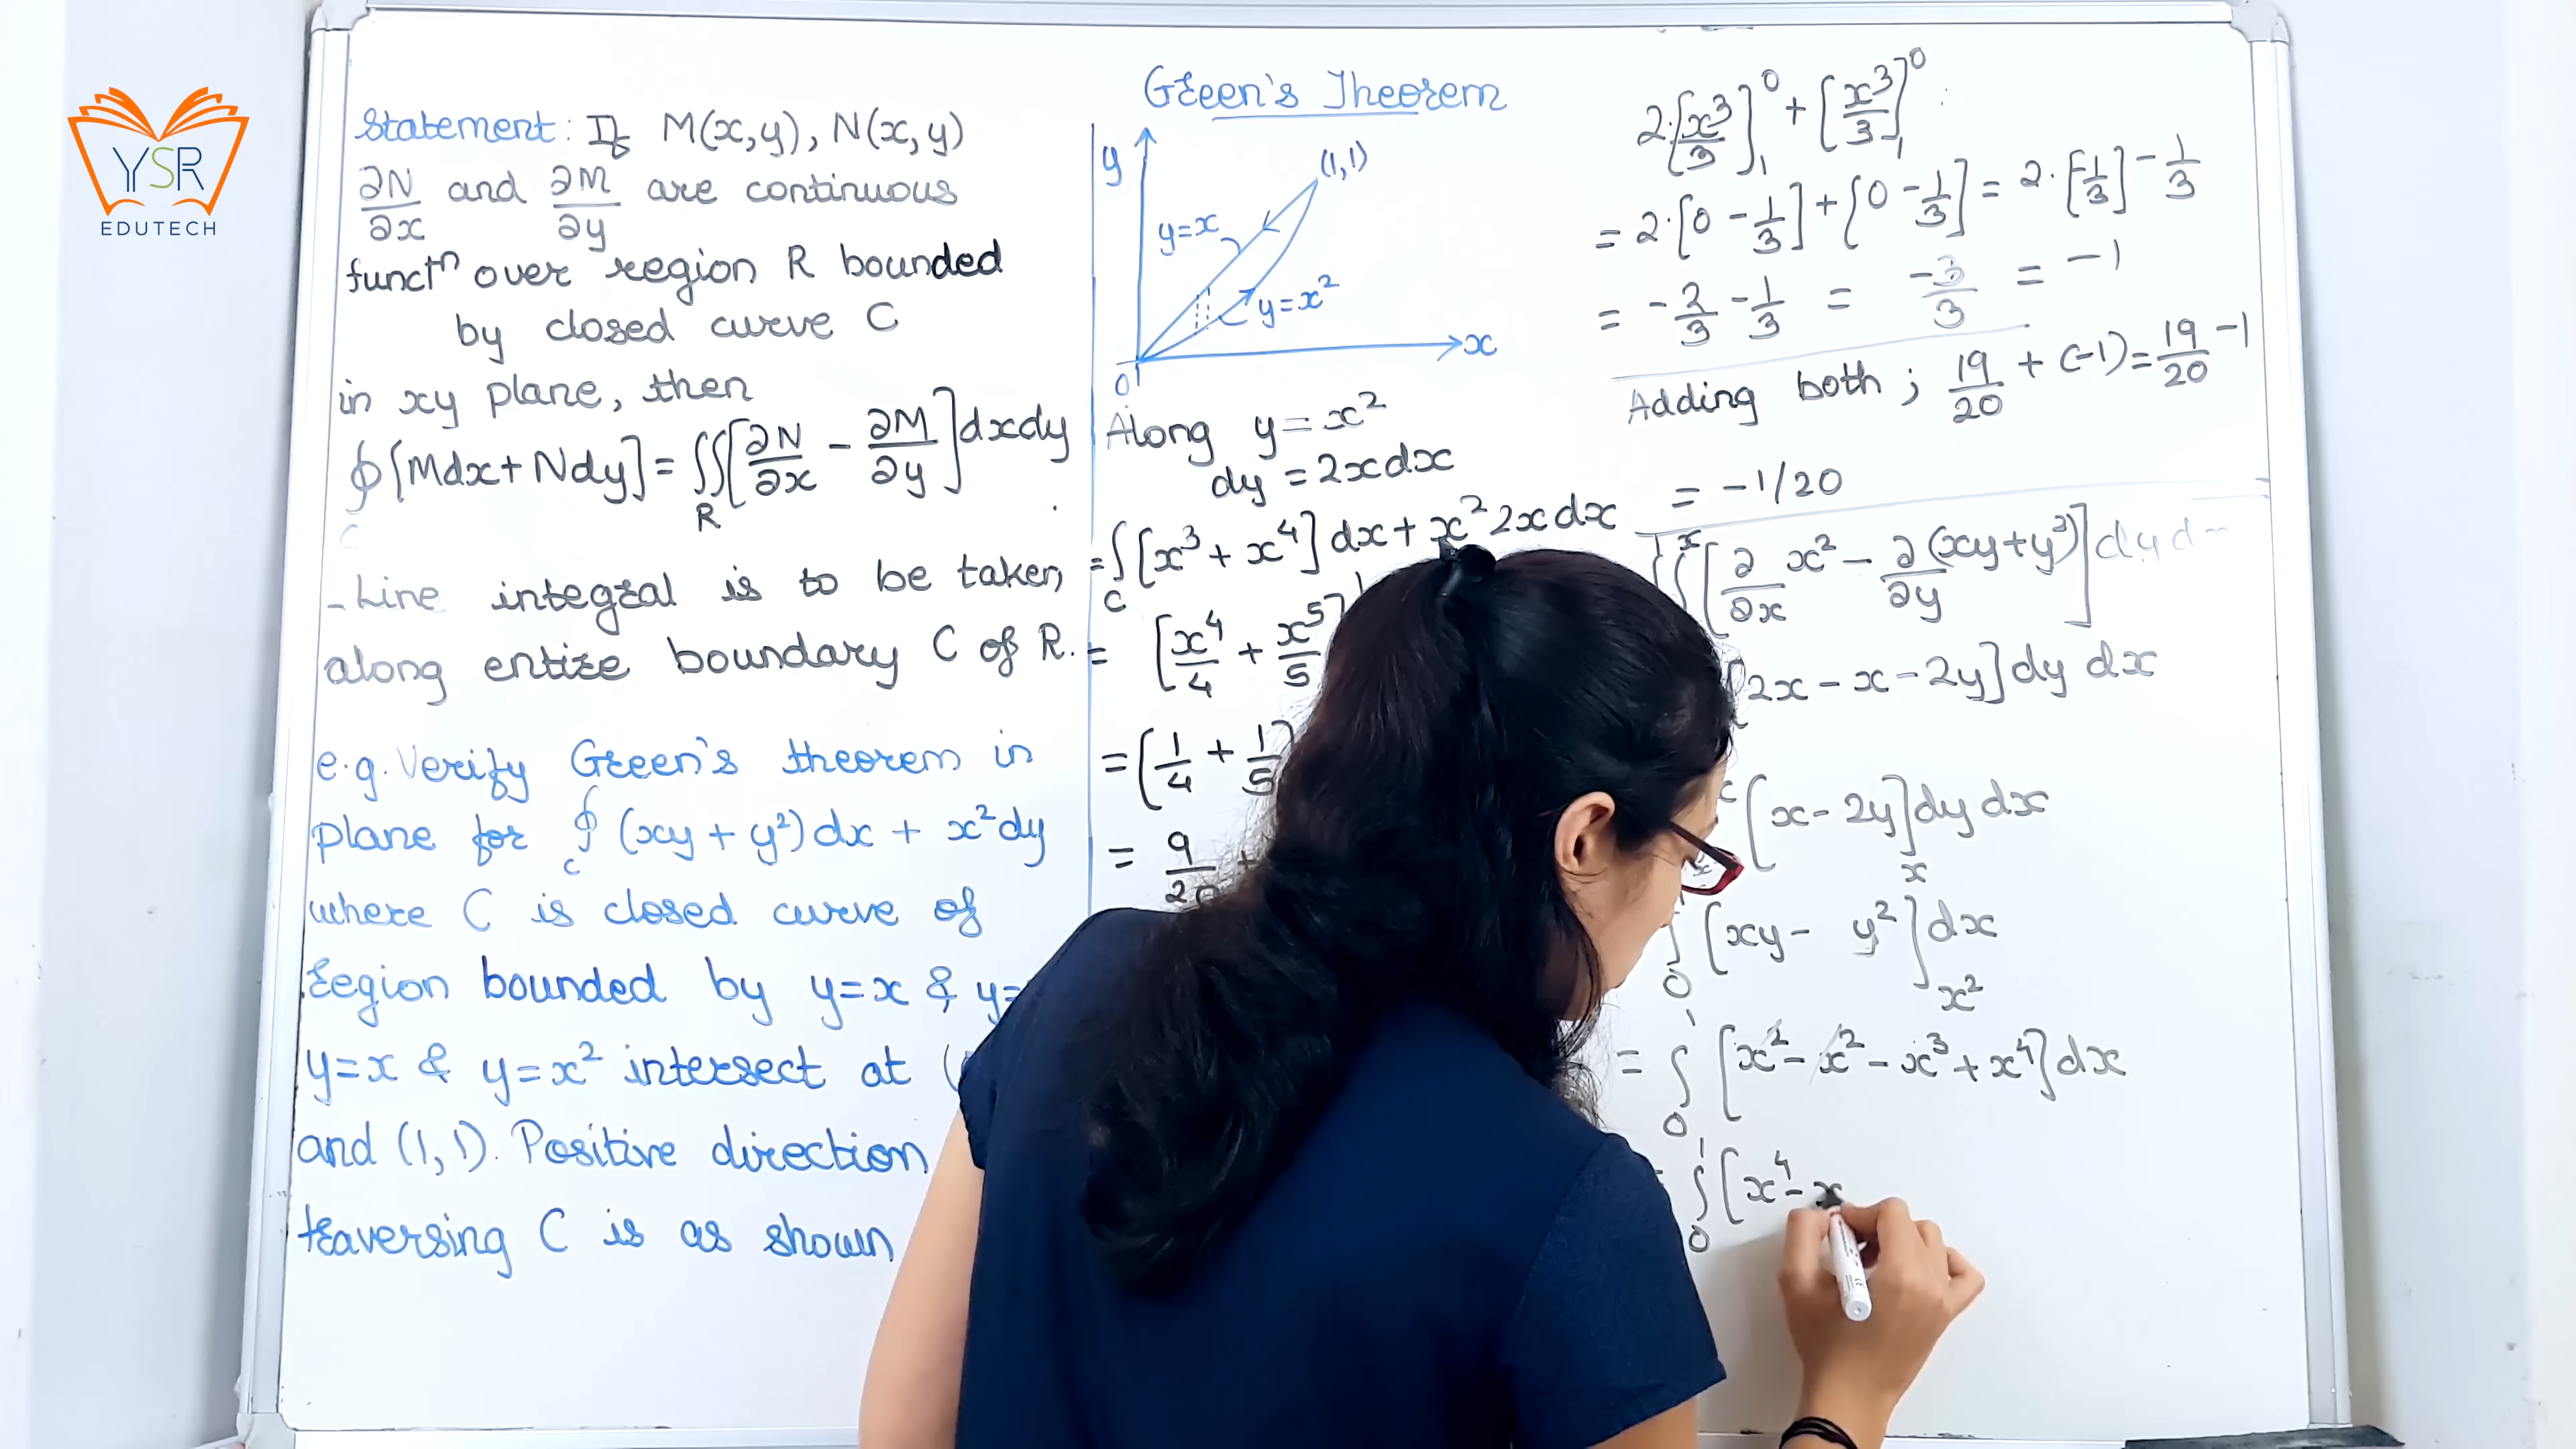 YSR
EDUTECH
Green's Theorem
Statement: If M(x,y), N(x,y)
∂N/∂x and ∂M/∂y are continuous
functⁿ over region R bounded
by closed curve C
in xy plane, then
∮[Mdx+Ndy] = ∬[∂N/∂x - ∂M/∂y]dxdy
C R
- Line integral is to be taken
along entire boundary C of R.
e.g. Verify Green's theorem in
plane for ∮ (xy + y²)dx + x²dy
c
where C is closed curve of
region bounded by y=x & y=
y=x & y=x² intersect at (
and (1,1). Positive direction
traversing C is as shown
y
(1,1)
y=x
y=x²
x
0
Along y = x²
dy = 2xdx
=∫[x³ + x⁴] dx + x² 2x dx
C
= [x⁴/4 + x⁵/5
= [1/4 + 1/5
= 9/20 +
2·[x³/3]₁⁰ + [x³/3]₁⁰
= 2·[0 - 1/3] + [0 - 1/3] = 2·[-1/3] - 1/3
= -2/3 - 1/3 = -3/3 = -1
Adding both ; 19/20 + (-1) = 19/20 - 1
= -1/20
[∂/∂x x² - ∂/∂y (xy+y²)] dy d
[2x - x - 2y] dy dx
[x - 2y] dy dx
∫₀ [xy - y²] dx
x
x²
= ∫₀¹ [x² - x² - x³ + x⁴] dx
= ∫₀¹ [x⁴ - x